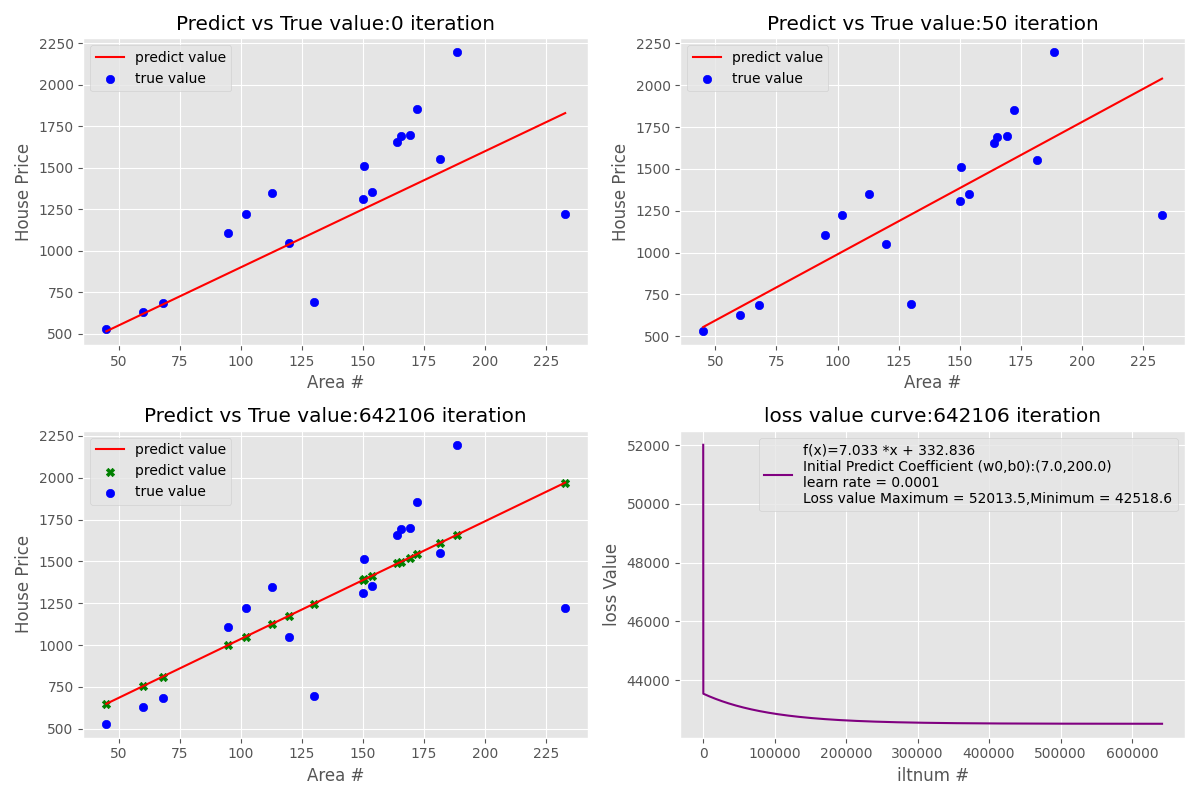 Predict vs True value:0 iteration
House Price
2250
2000
1750
1500
1250
1000
750
500
predict value
true value
50
75
100
125
150
175
200
225
Area #
Predict vs True value:50 iteration
House Price
2250
2000
1750
1500
1250
1000
750
500
predict value
true value
50
75
100
125
150
175
200
225
Area #
Predict vs True value:642106 iteration
House Price
2250
2000
1750
1500
1250
1000
750
500
predict value
predict value
true value
50
75
100
125
150
175
200
225
Area #
loss value curve:642106 iteration
loss Value
52000
50000
48000
46000
44000
f(x)=7.033 *x + 332.836
Initial Predict Coefficient (w0,b0):(7.0,200.0)
learn rate = 0.0001
Loss value Maximum = 52013.5,Minimum = 42518.6
0
100000
200000
300000
400000
500000
600000
iltnum #